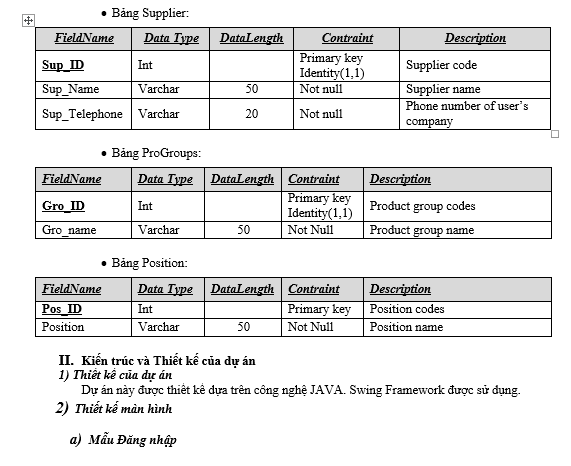 • Bảng Supplier:
FieldName Data Type DataLength Contraint Description
Sup_ID Int Primary key Identity(1,1) Supplier code
Sup_Name Varchar 50 Not null Supplier name
Sup_Telephone Varchar 20 Not null Phone number of user's company
• Bảng ProGroups:
FieldName Data Type DataLength Contraint Description
Gro_ID Int Primary key Identity(1,1) Product group codes
Gro_name Varchar 50 Not Null Product group name
• Bảng Position:
FieldName Data Type DataLength Contraint Description
Pos_ID Int Primary key Position codes
Position Varchar 50 Not Null Position name
II. Kiến trúc và Thiết kế của dự án
1) Thiết kế của dự án
Dự án này được thiết kế dựa trên công nghệ JAVA. Swing Framework được sử dụng.
2) Thiết kế màn hình
a) Mẫu Đăng nhập